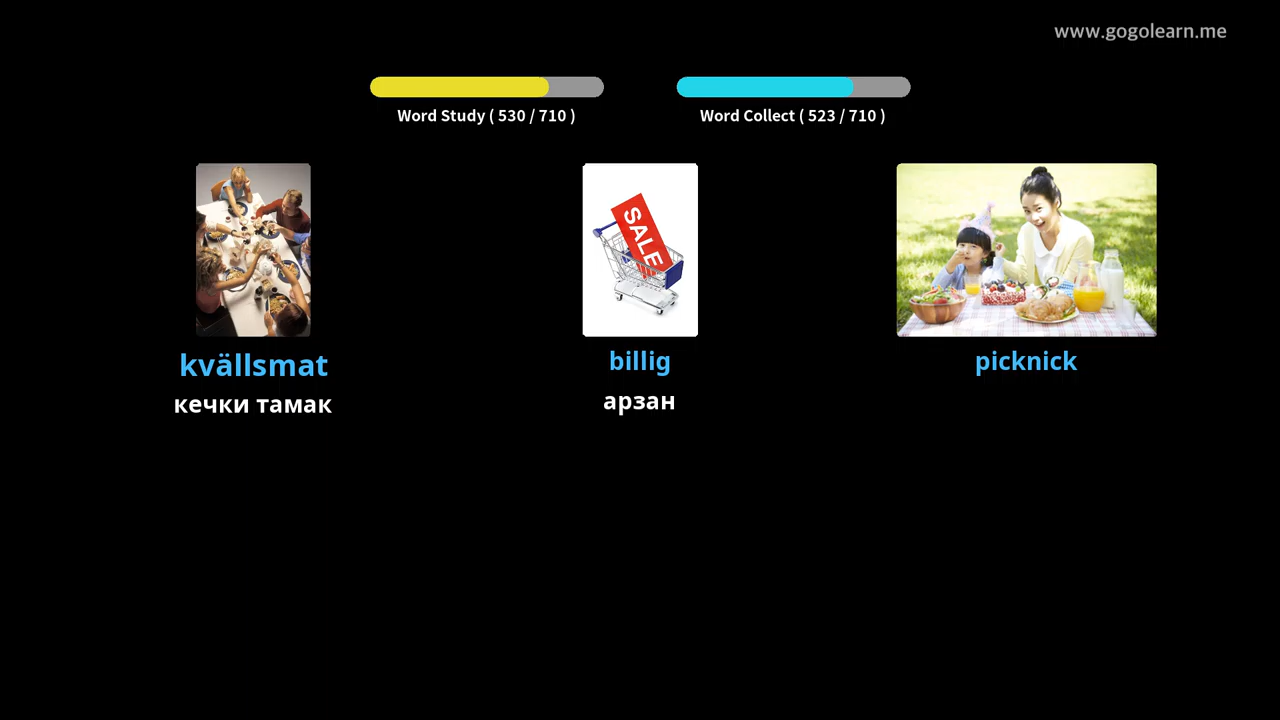 www.gogolearn.me
Word Study ( 530 / 710 )
Word Collect ( 523 / 710 )
SALE
kvällsmat
billig
picknick
кечки тамак
арзан